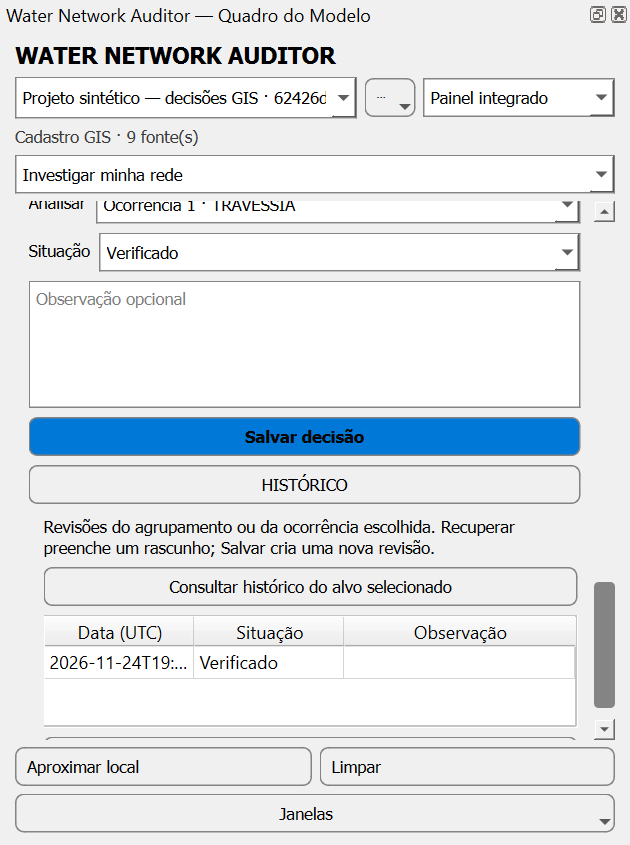 Water Network Auditor — Quadro do Modelo
WATER NETWORK AUDITOR
Projeto sintético — decisões GIS · 62426d
...
Painel integrado
Cadastro GIS · 9 fonte(s)
Investigar minha rede
Analisar
Ocorrência 1 · TRAVESSIA
Situação
Verificado
Observação opcional
Salvar decisão
HISTÓRICO
Revisões do agrupamento ou da ocorrência escolhida. Recuperar
preenche um rascunho; Salvar cria uma nova revisão.
Consultar histórico do alvo selecionado
Data (UTC) Situação Observação
2026-11-24T19:... Verificado
Aproximar local
Limpar
Janelas